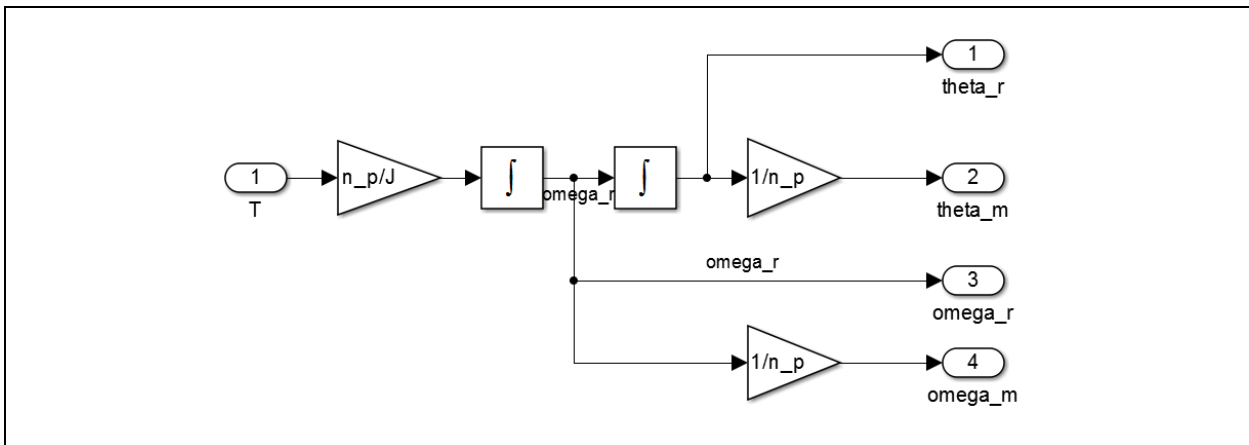 1
theta_r
1
T
n_p/J
∫
omega_r
∫
1/n_p
2
theta_m
omega_r
3
omega_r
1/n_p
4
omega_m